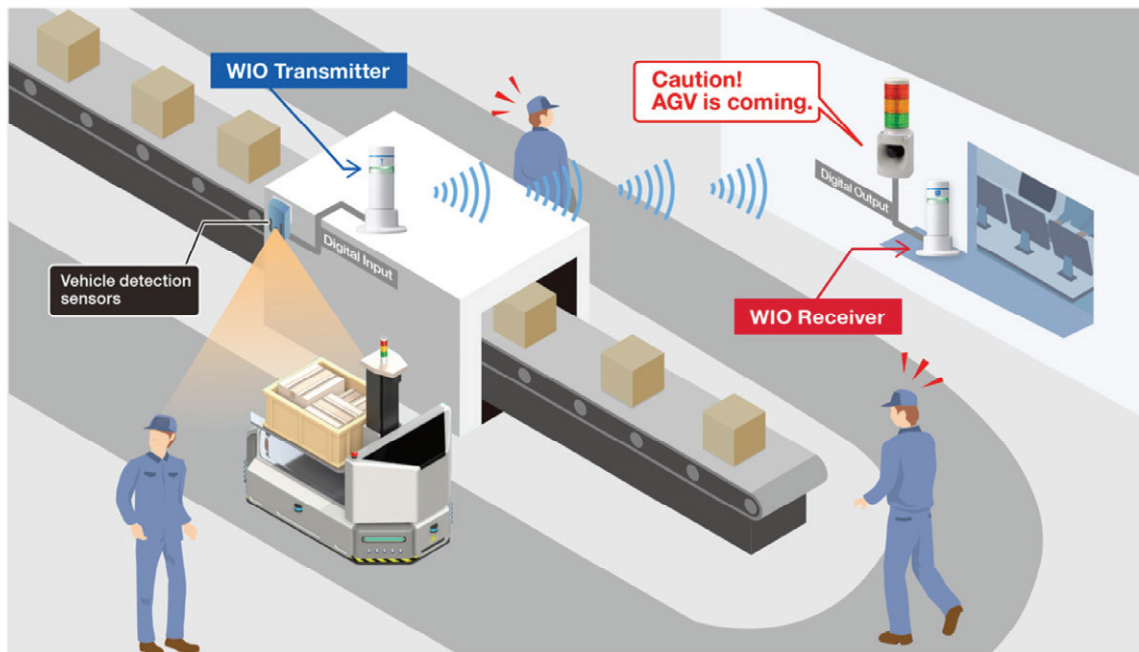 WIO Transmitter
Caution!
AGV is coming.
Digital Output
Digital Input
Vehicle detection
sensors
WIO Receiver